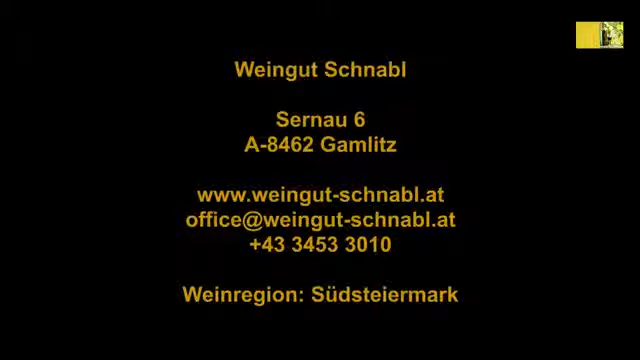 Weingut Schnabl
Sernau 6
A-8462 Gamlitz
www.weingut-schnabl.at
office@weingut-schnabl.at
+43 3453 3010
Weinregion: Südsteiermark